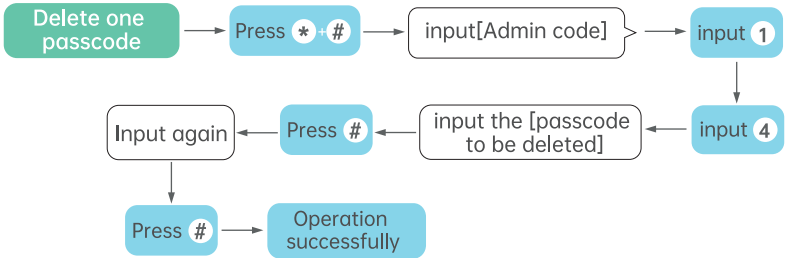 Delete one
passcode
Press * + #
input[Admin code]
input 1
input 4
input the [passcode
to be deleted]
Press #
Input again
Press #
Operation
successfully